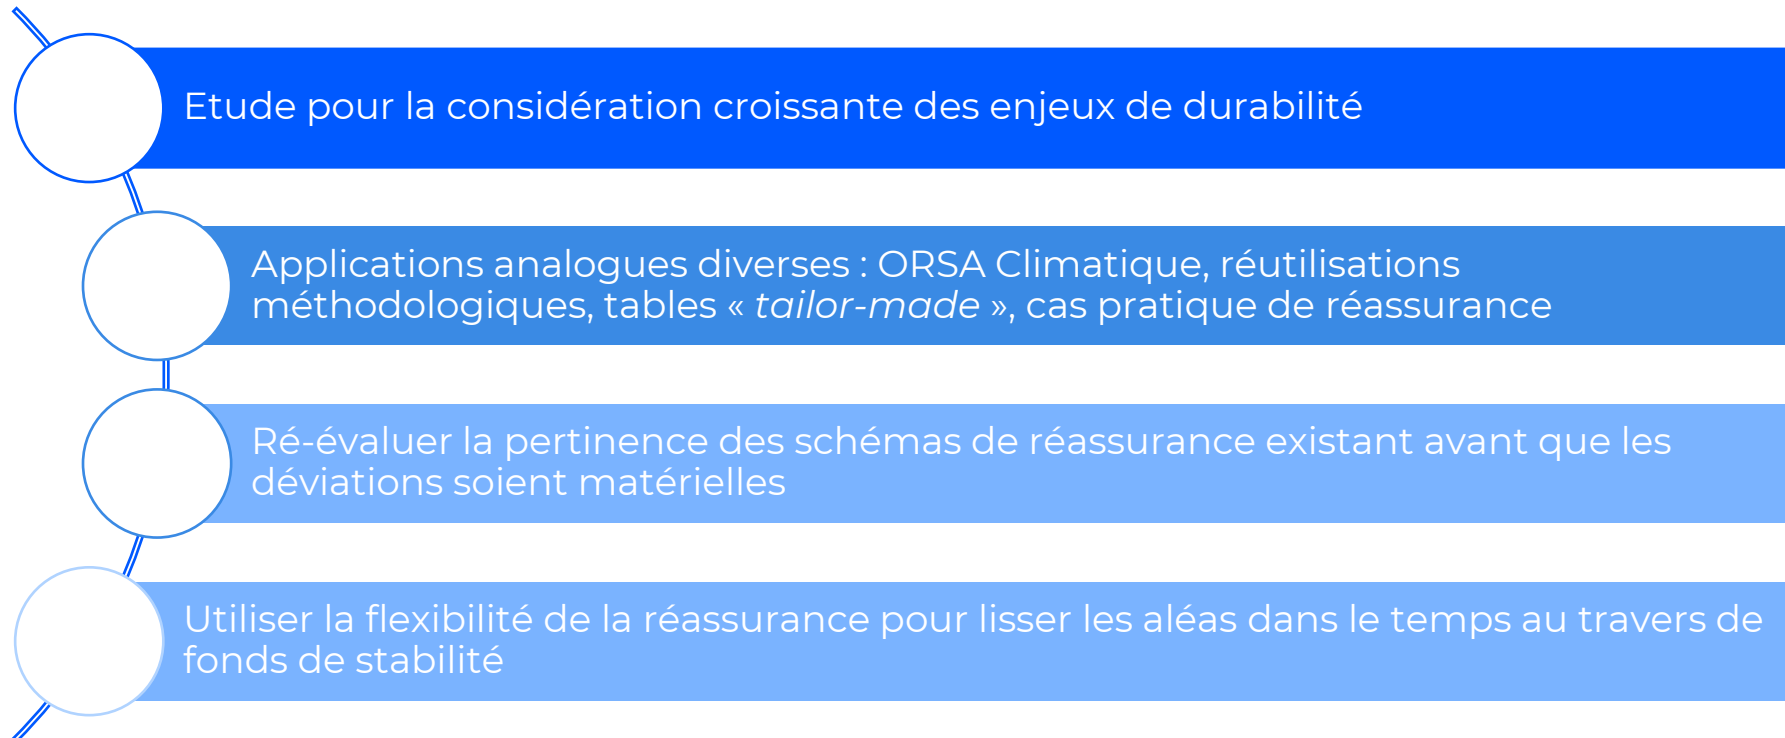 Etude pour la considération croissante des enjeux de durabilité
Applications analogues diverses : ORSA Climatique, réutilisations
méthodologiques, tables « tailor-made », cas pratique de réassurance
Ré-évaluer la pertinence des schémas de réassurance existant avant que les
déviations soient matérielles
Utiliser la flexibilité de la réassurance pour lisser les aléas dans le temps au travers de
fonds de stabilité